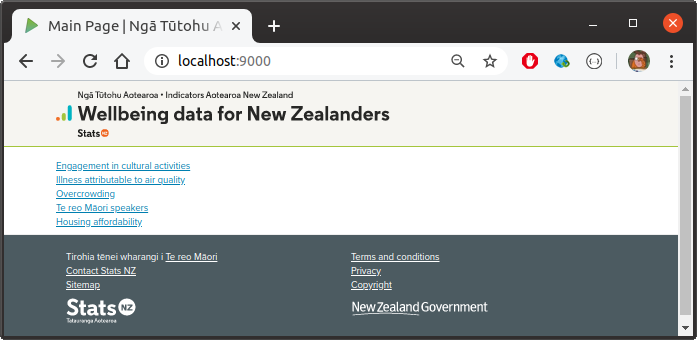 Main Page | Ngā Tūtohu A
localhost:9000
Ngā Tūtohu Aotearoa • Indicators Aotearoa New Zealand
Wellbeing data for New Zealanders
Stats NZ
Engagement in cultural activities
Illness attributable to air quality
Overcrowding
Te reo Māori speakers
Housing affordability
Tirohia tēnei wharangi i Te reo Māori
Contact Stats NZ
Sitemap
Stats NZ
Tatauranga Aotearoa
Terms and conditions
Privacy
Copyright
New Zealand Government